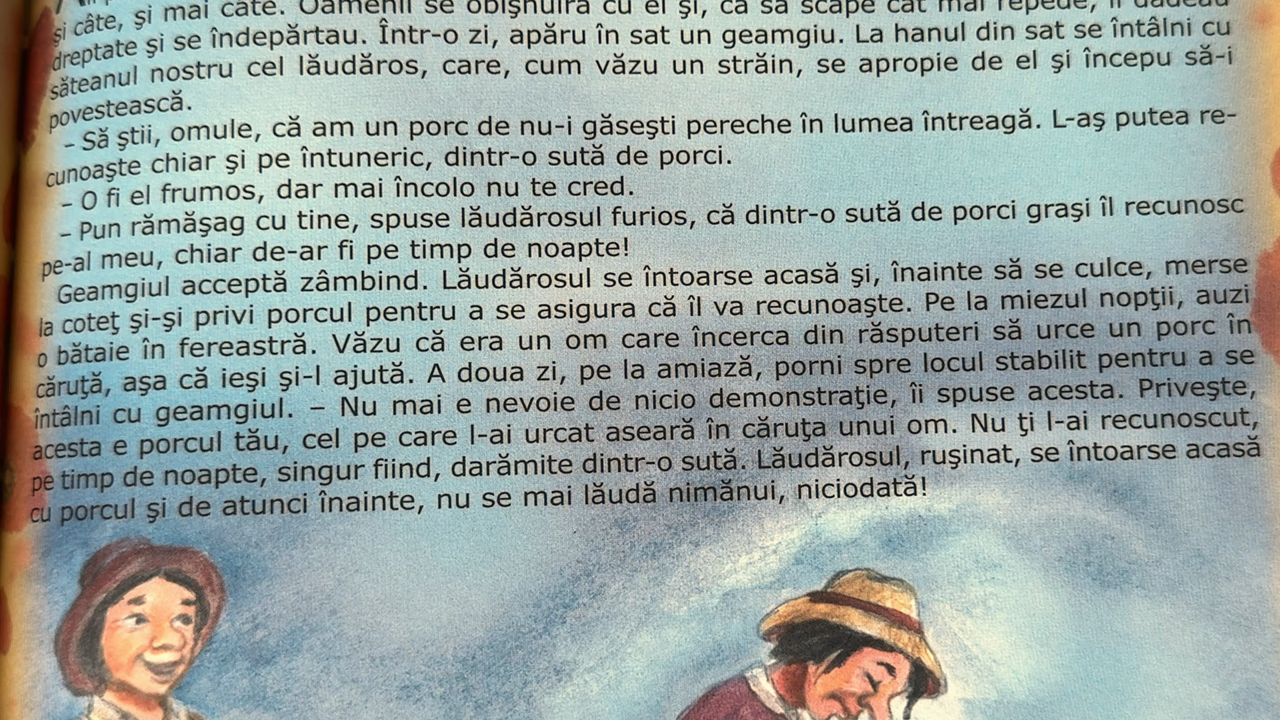 şi câte, şi mai câte. Oamenii se obişnuiră cu el şi, ca să scape cât mai repede, îi dădeau
dreptate şi se îndepărtau. Într-o zi, apăru în sat un geamgiu. La hanul din sat se întâlni cu
săteanul nostru cel lăudăros, care, cum văzu un străin, se apropie de el şi începu să-i
povestească.
– Să ştii, omule, că am un porc de nu-i găseşti pereche în lumea întreagă. L-aş putea re-
cunoaşte chiar şi pe întuneric, dintr-o sută de porci.
– O fi el frumos, dar mai încolo nu te cred.
– Pun rămăşag cu tine, spuse lăudărosul furios, că dintr-o sută de porci graşi îl recunosc
pe-al meu, chiar de-ar fi pe timp de noapte!
Geamgiul acceptă zâmbind. Lăudărosul se întoarse acasă şi, înainte să se culce, merse
la coteţ şi-şi privi porcul pentru a se asigura că îl va recunoaşte. Pe la miezul nopţii, auzi
o bătaie în fereastră. Văzu că era un om care încerca din răsputeri să urce un porc în
căruţă, aşa că ieşi şi-l ajută. A doua zi, pe la amiază, porni spre locul stabilit pentru a se
întâlni cu geamgiul. – Nu mai e nevoie de nicio demonstraţie, îi spuse acesta. Priveşte,
acesta e porcul tău, cel pe care l-ai urcat aseară în căruţa unui om. Nu ţi l-ai recunoscut,
pe timp de noapte, singur fiind, darămite dintr-o sută. Lăudărosul, ruşinat, se întoarse acasă
cu porcul şi de atunci înainte, nu se mai lăudă nimănui, niciodată!